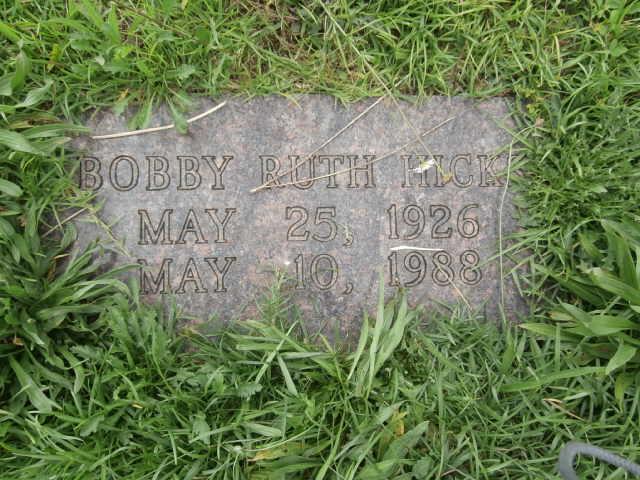 BOBBY RUTH HICK
MAY 25, 1926
MAY 10, 1988